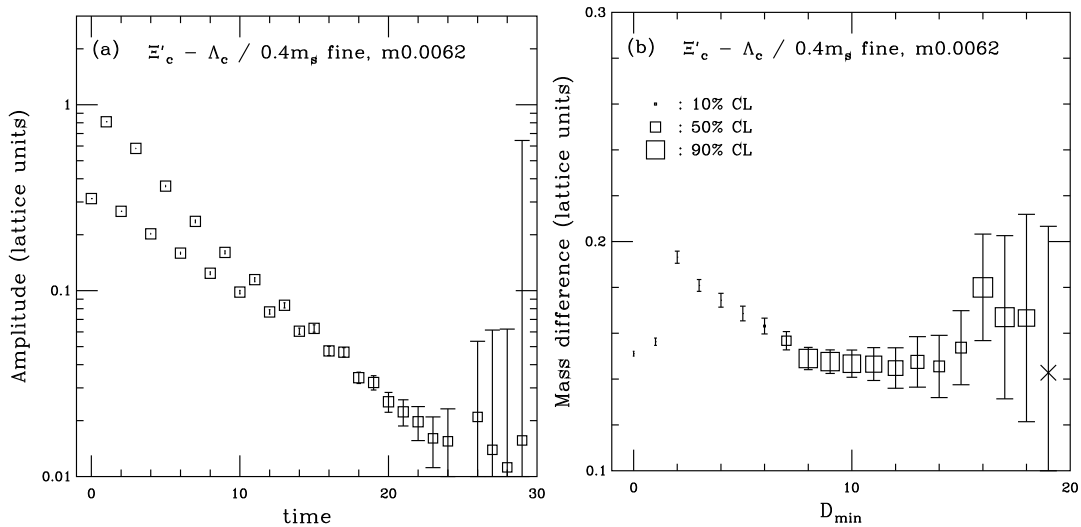 (a) Ξ′c − Λc / 0.4ms fine, m0.0062
Amplitude (lattice units)
1
0.1
0.01
0 10 20 30
time
(b) Ξ′c − Λc / 0.4ms fine, m0.0062
Mass difference (lattice units)
: 10% CL
: 50% CL
: 90% CL
0.3
0.2
0.1
0 10 20
Dmin